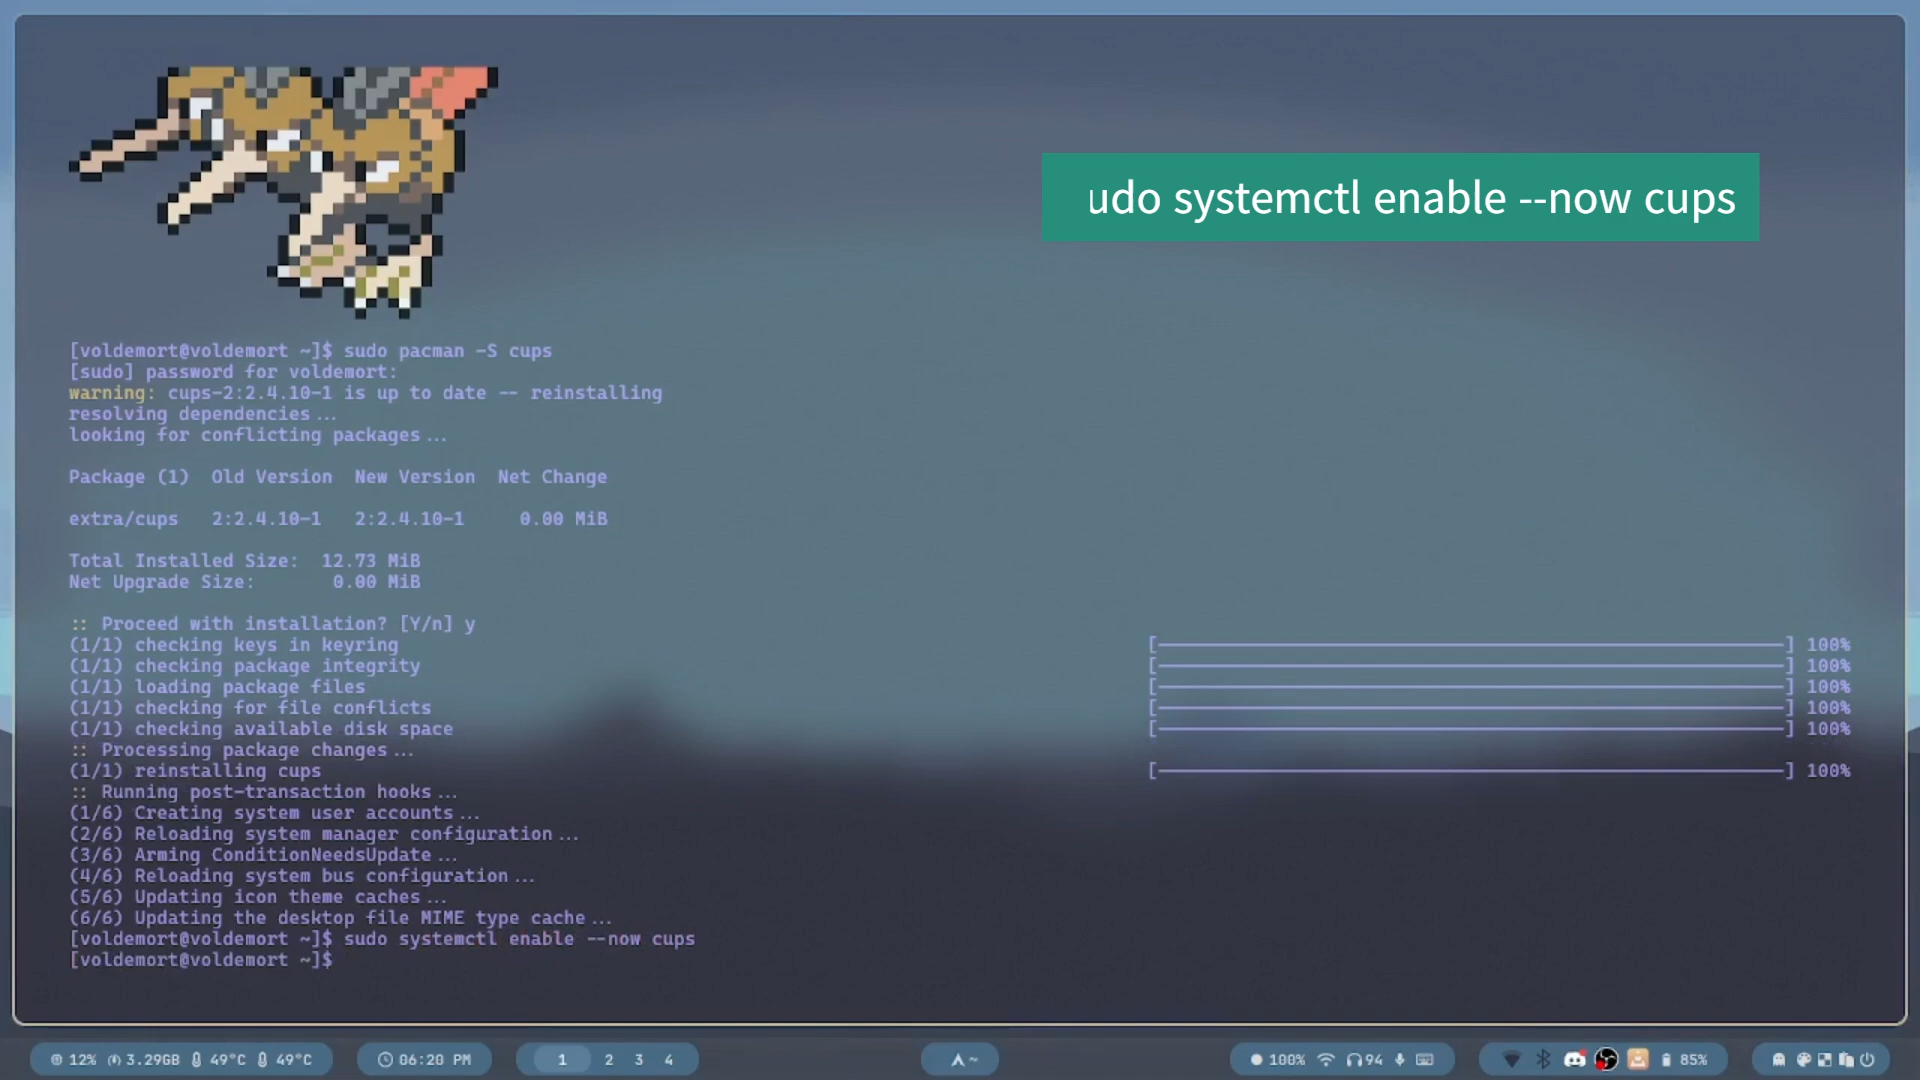 udo systemctl enable --now cups
[voldemort@voldemort ~]$ sudo pacman -S cups
[sudo] password for voldemort:
warning: cups-2:2.4.10-1 is up to date -- reinstalling
resolving dependencies...
looking for conflicting packages...
Package (1)  Old Version  New Version  Net Change
extra/cups   2:2.4.10-1   2:2.4.10-1     0.00 MiB
Total Installed Size:  12.73 MiB
Net Upgrade Size:       0.00 MiB
:: Proceed with installation? [Y/n] y
(1/1) checking keys in keyring [] 100%
(1/1) checking package integrity [] 100%
(1/1) loading package files [] 100%
(1/1) checking for file conflicts [] 100%
(1/1) checking available disk space [] 100%
:: Processing package changes...
(1/1) reinstalling cups [] 100%
:: Running post-transaction hooks...
(1/6) Creating system user accounts...
(2/6) Reloading system manager configuration...
(3/6) Arming ConditionNeedsUpdate...
(4/6) Reloading system bus configuration...
(5/6) Updating icon theme caches...
(6/6) Updating the desktop file MIME type cache...
[voldemort@voldemort ~]$ sudo systemctl enable --now cups
[voldemort@voldemort ~]$
12% 3.29GB 49°C 49°C 06:20 PM 1 2 3 4 ~ 100% 94 85%